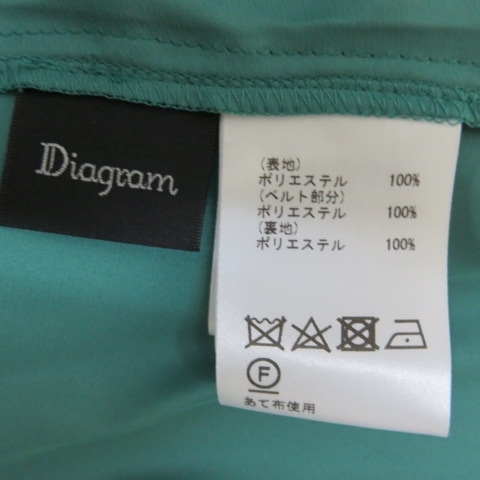 Diagram
(表地)
ポリエステル 100%
(ベルト部分)
ポリエステル 100%
(裏地)
ポリエステル 100%
F
あて布使用